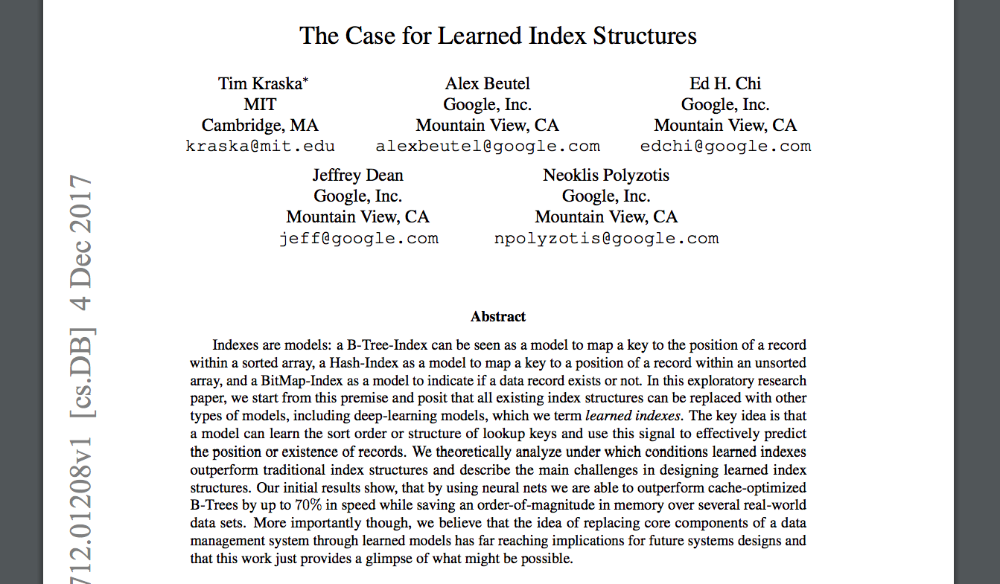 The Case for Learned Index Structures
Tim Kraska*
MIT
Cambridge, MA
kraska@mit.edu
Alex Beutel
Google, Inc.
Mountain View, CA
alexbeutel@google.com
Ed H. Chi
Google, Inc.
Mountain View, CA
edchi@google.com
Jeffrey Dean
Google, Inc.
Mountain View, CA
jeff@google.com
Neoklis Polyzotis
Google, Inc.
Mountain View, CA
npolyzotis@google.com
712.01208v1 [cs.DB] 4 Dec 2017
Abstract
Indexes are models: a B-Tree-Index can be seen as a model to map a key to the position of a record
within a sorted array, a Hash-Index as a model to map a key to a position of a record within an unsorted
array, and a BitMap-Index as a model to indicate if a data record exists or not. In this exploratory research
paper, we start from this premise and posit that all existing index structures can be replaced with other
types of models, including deep-learning models, which we term learned indexes. The key idea is that
a model can learn the sort order or structure of lookup keys and use this signal to effectively predict
the position or existence of records. We theoretically analyze under which conditions learned indexes
outperform traditional index structures and describe the main challenges in designing learned index
structures. Our initial results show, that by using neural nets we are able to outperform cache-optimized
B-Trees by up to 70% in speed while saving an order-of-magnitude in memory over several real-world
data sets. More importantly though, we believe that the idea of replacing core components of a data
management system through learned models has far reaching implications for future systems designs and
that this work just provides a glimpse of what might be possible.